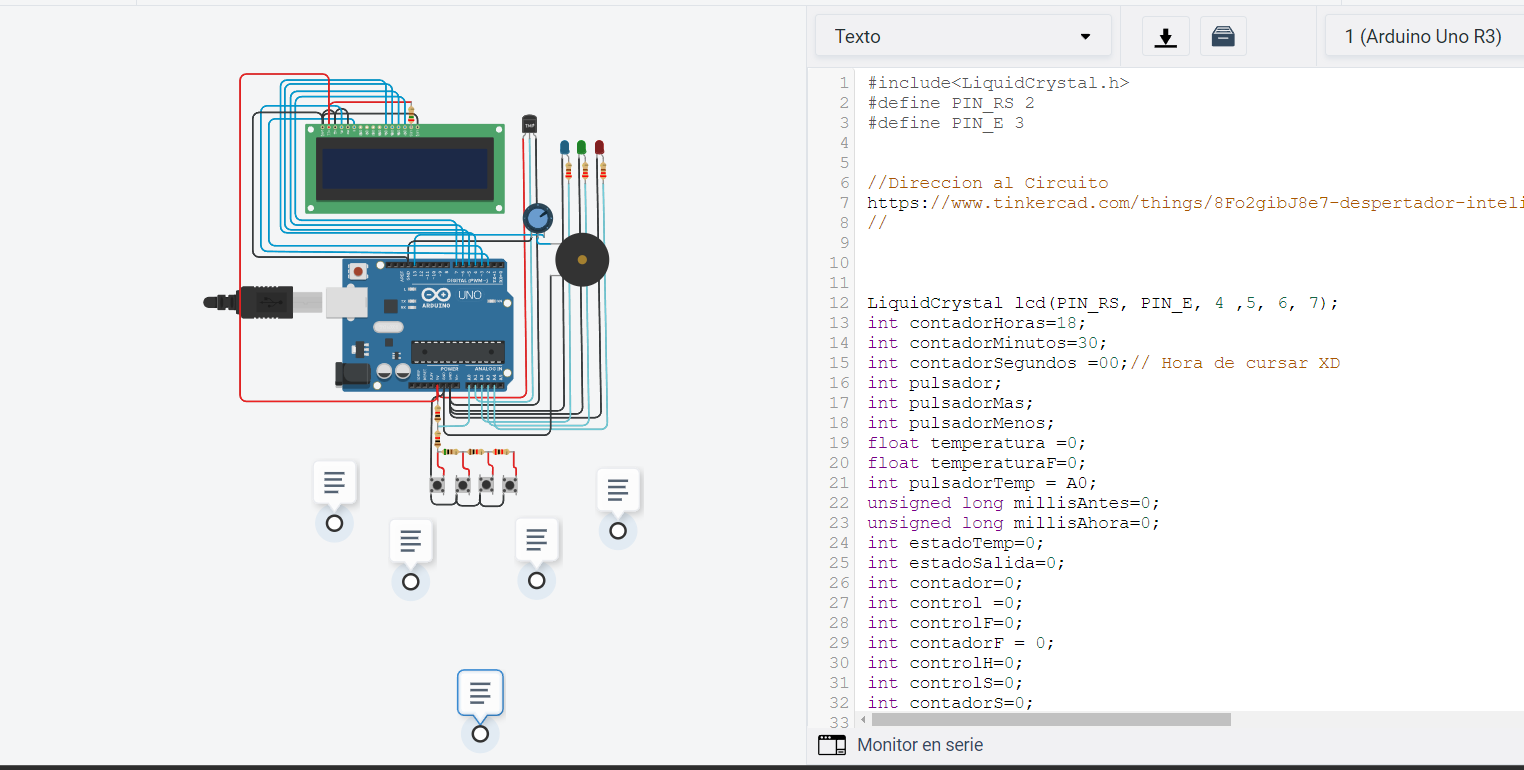 Texto
1 (Arduino Uno R3)
1 #include<LiquidCrystal.h>
2 #define PIN_RS 2
3 #define PIN_E 3
4
5
6 //Direccion al Circuito
7 https://www.tinkercad.com/things/8Fo2gibJ8e7-despertador-inteli
8 //
9
10
11
12 LiquidCrystal lcd(PIN_RS, PIN_E, 4 ,5, 6, 7);
13 int contadorHoras=18;
14 int contadorMinutos=30;
15 int contadorSegundos =00;// Hora de cursar XD
16 int pulsador;
17 int pulsadorMas;
18 int pulsadorMenos;
19 float temperatura =0;
20 float temperaturaF=0;
21 int pulsadorTemp = A0;
22 unsigned long millisAntes=0;
23 unsigned long millisAhora=0;
24 int estadoTemp=0;
25 int estadoSalida=0;
26 int contador=0;
27 int control =0;
28 int controlF=0;
29 int contadorF = 0;
30 int controlH=0;
31 int controlS=0;
32 int contadorS=0;
33
Monitor en serie
TMP
DIGITAL (PWM~)
UNO
ARDUINO
POWER
ANALOG IN